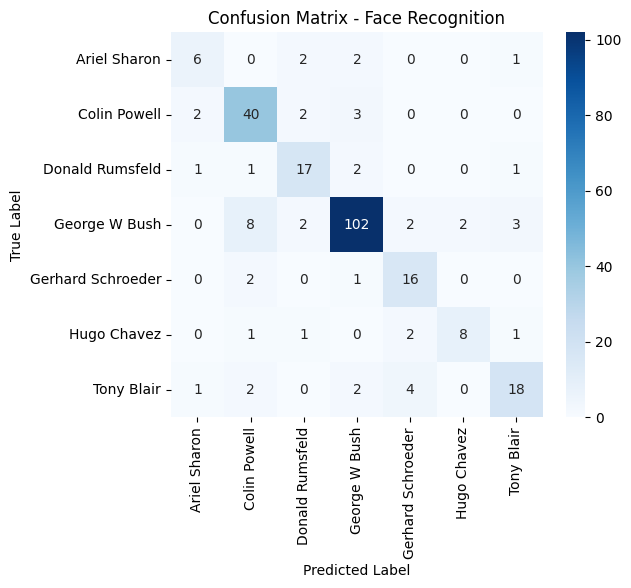 Confusion Matrix - Face Recognition
True Label
Ariel Sharon 6 0 2 2 0 0 1
Colin Powell 2 40 2 3 0 0 0
Donald Rumsfeld 1 1 17 2 0 0 1
George W Bush 0 8 2 102 2 2 3
Gerhard Schroeder 0 2 0 1 16 0 0
Hugo Chavez 0 1 1 0 2 8 1
Tony Blair 1 2 0 2 4 0 18
Ariel Sharon
Colin Powell
Donald Rumsfeld
George W Bush
Gerhard Schroeder
Hugo Chavez
Tony Blair
Predicted Label
100
80
60
40
20
0